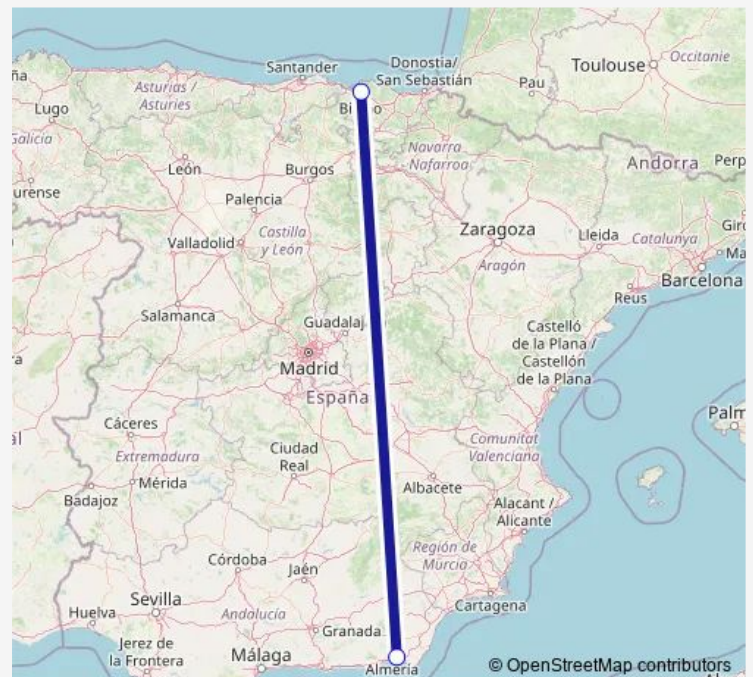 Santander
Donostia/
San Sebastián
Toulouse
Occitanie
Pau
Asturias /
Asturies
Lugo
Galicia
León
Burgos
Navarra
Nafarroa
Andorra
Perp
urense
Palencia
Castilla
y León
Valladolid
Zaragoza
Lleida
Catalunya
Aragón
Barcelona
Reus
Salamanca
Guadalaj
Castelló
de la Plana /
Castellón
de la Plana
Madrid
España
Palm
Cáceres
Extremadura
Ciudad
Real
Comunitat
Valenciana
Mérida
Badajoz
Albacete
Alacant /
Alicante
Córdoba
Jaén
Región de
Murcia
Sevilla
Huelva
Andalucía
Cartagena
Granada
Jerez de
la Frontera
Málaga
Almería
© OpenStreetMap contributors